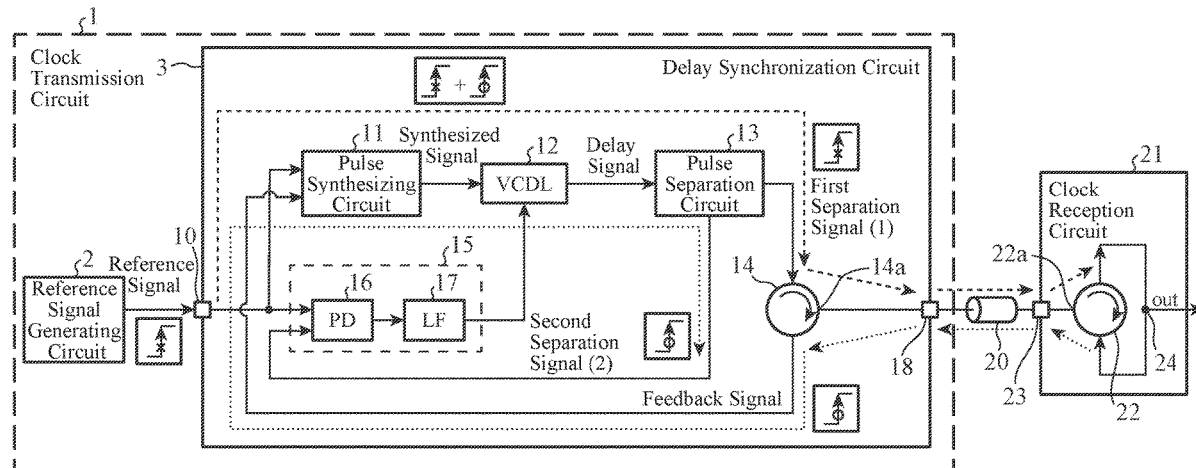 1
Clock
Transmission
Circuit
3
Delay Synchronization Circuit
+
11
Synthesized
Signal
12
Delay
Signal
13
Pulse
Synthesizing
Circuit
VCDL
Pulse
Separation
Circuit
First
Separation
Signal (1)
21
Clock
Reception
Circuit
2
Reference
Signal
10
15
16
17
14
14a
22a
Reference
Signal
Generating
Circuit
PD
LF
Second
Separation
Signal (2)
out
18
20
23
22
24
Feedback Signal